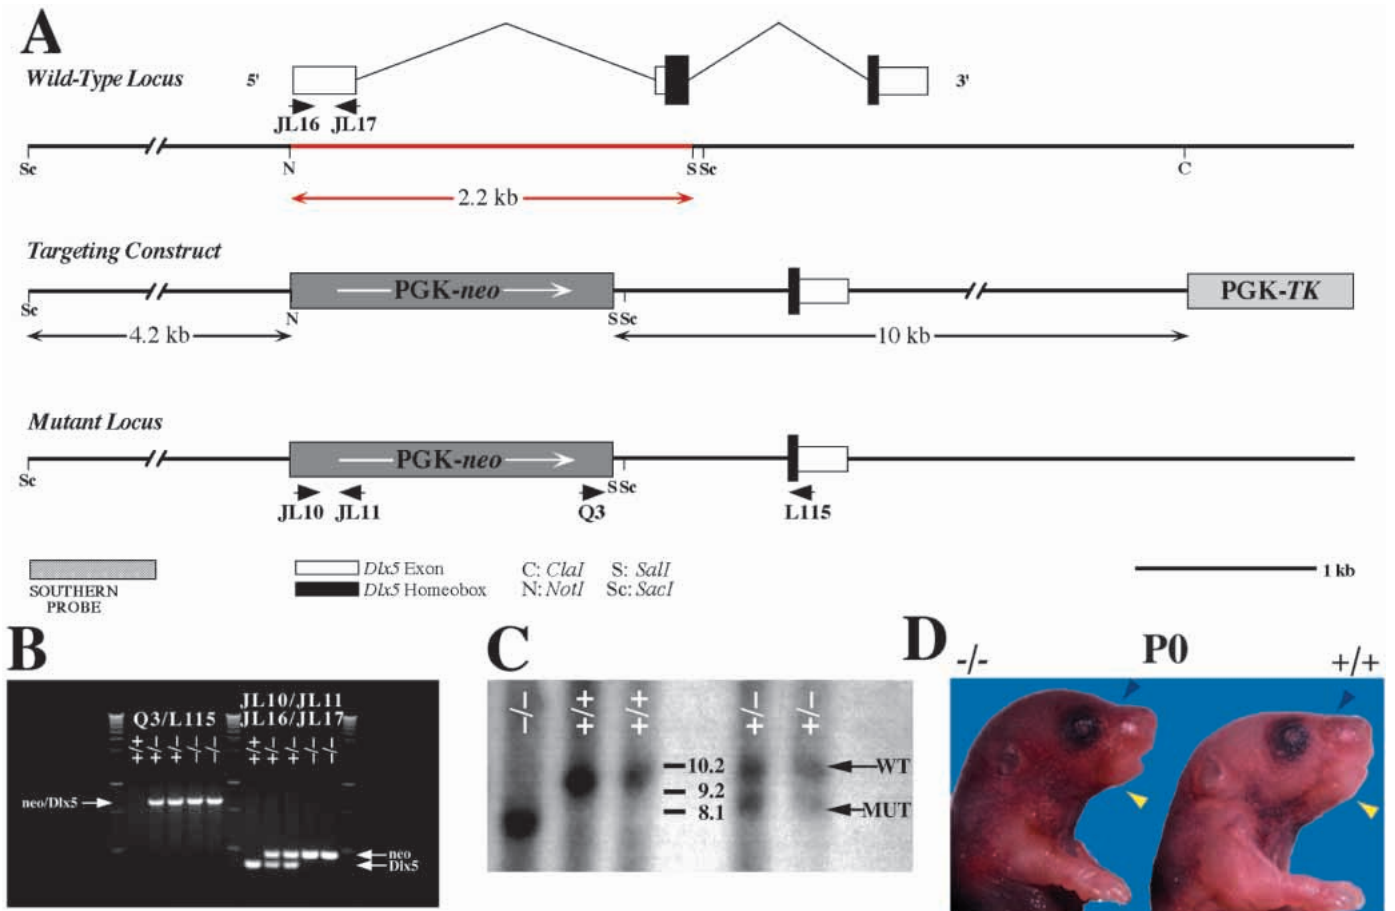 A
Wild-Type Locus
5'
3'
JL16 JL17
Sc N S Sc C
2.2 kb
Targeting Construct
PGK-neo
PGK-TK
Sc N S Sc
4.2 kb
10 kb
Mutant Locus
PGK-neo
Sc S Sc
JL10 JL11 Q3 L115
SOUTHERN
PROBE
Dlx5 Exon C: ClaI S: SalI
Dlx5 Homeobox N: NotI Sc: SacI
1 kb
B
Q3/L115
JL10/JL11
JL16/JL17
+/+ +/- +/- -/- -/- +/+ +/- +/- -/- -/-
neo/Dlx5
neo
Dlx5
C
-/- +/+ +/+ +/- +/-
10.2 WT
9.2
8.1 MUT
D
-/- P0 +/+